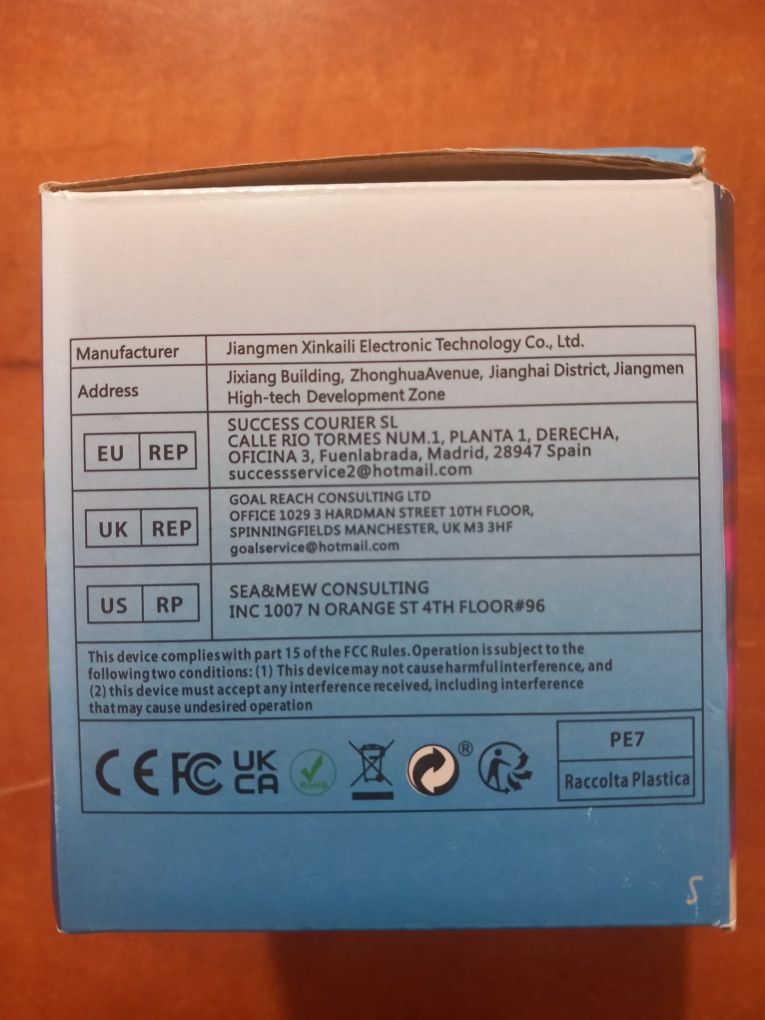 Manufacturer
Jiangmen Xinkaili Electronic Technology Co., Ltd.
Address
Jixiang Building, ZhonghuaAvenue, Jianghai District, Jiangmen
High-tech Development Zone
EU REP
SUCCESS COURIER SL
CALLE RIO TORMES NUM.1, PLANTA 1, DERECHA,
OFICINA 3, Fuenlabrada, Madrid, 28947 Spain
successservice2@hotmail.com
UK REP
GOAL REACH CONSULTING LTD
OFFICE 1029 3 HARDMAN STREET 10TH FLOOR,
SPINNINGFIELDS MANCHESTER, UK M3 3HF
goalservice@hotmail.com
US RP
SEA&MEW CONSULTING
INC 1007 N ORANGE ST 4TH FLOOR#96
This device complies with part 15 of the FCC Rules. Operation is subject to the
following two conditions: (1) This device may not cause harmful interference, and
(2) this device must accept any interference received, including interference
that may cause undesired operation
CE FC UK
CA
RoHS
®
PE7
Raccolta Plastica
5